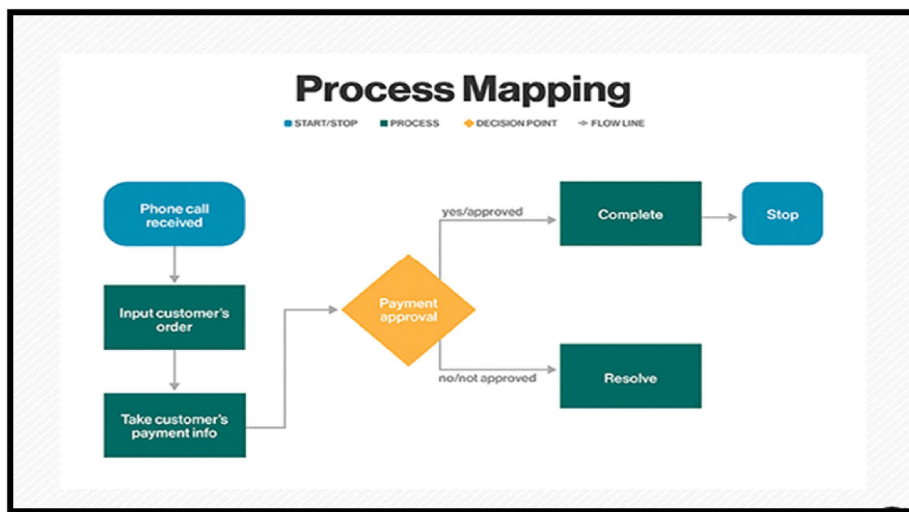 Process Mapping
START/STOP PROCESS DECISION POINT FLOW LINE
Phone call
received
Input customer's
order
Take customer's
payment info
Payment
approval
yes/approved
Complete
Stop
no/not approved
Resolve